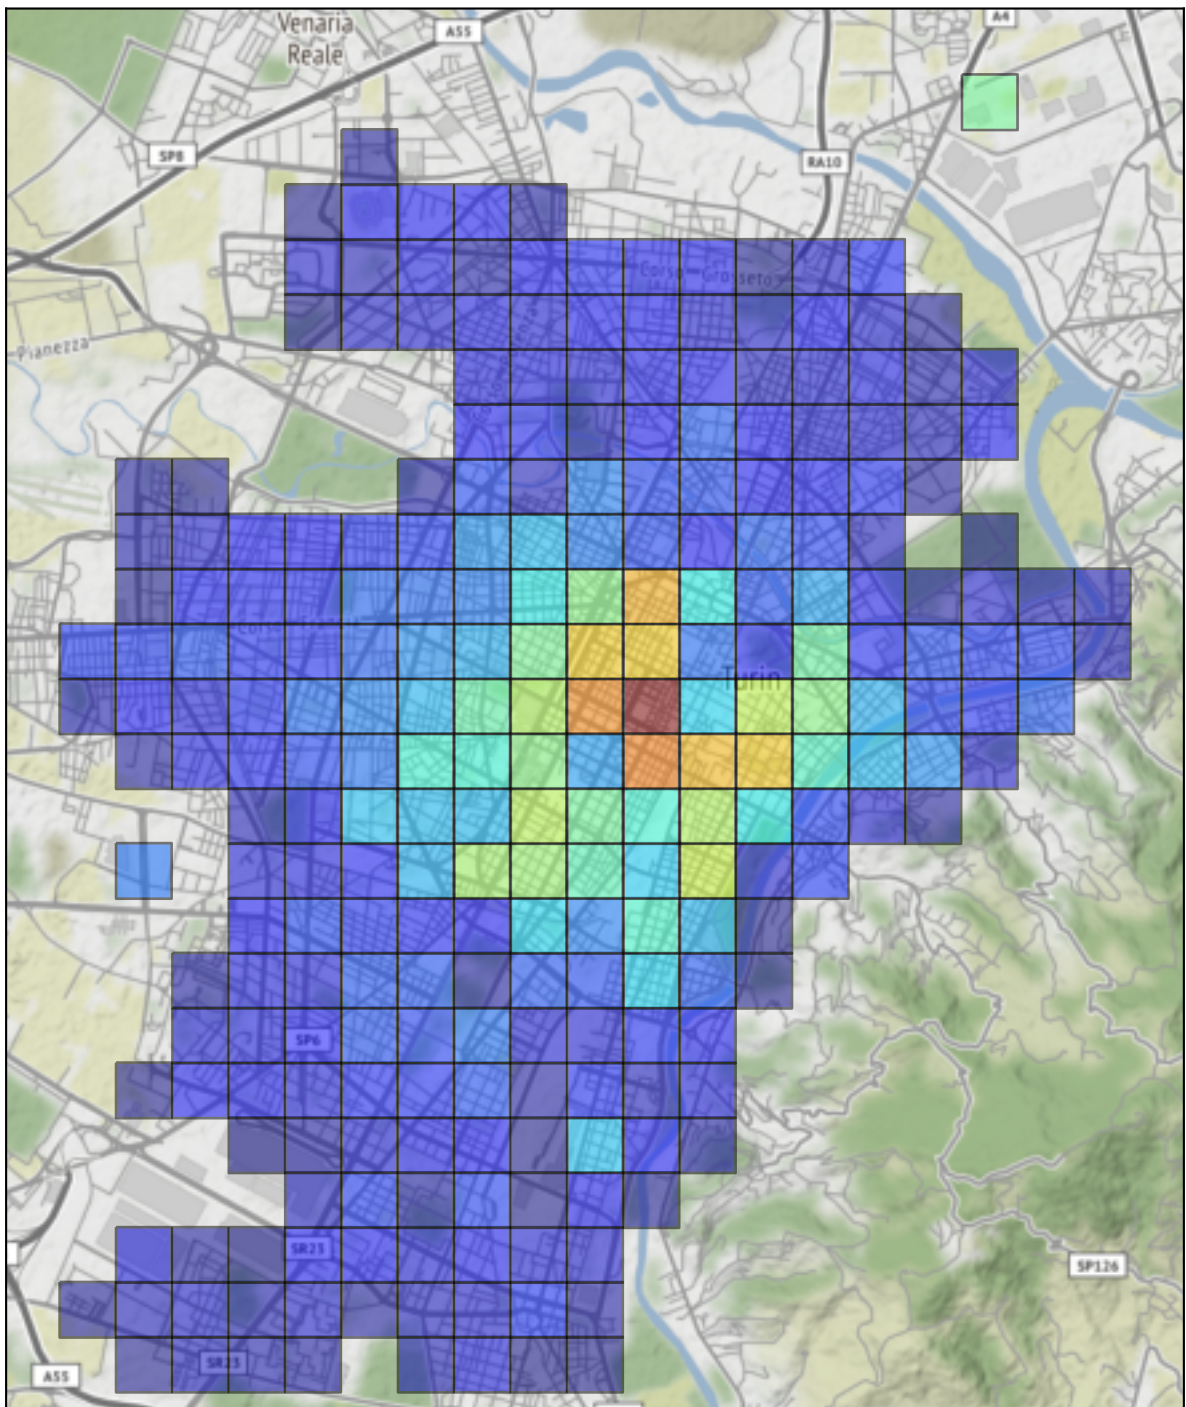 Venaria
Reale
A55
A4
SP8
RA10
Corso Grosseto
Pianezza
Turin
SP6
SR23
SP126
SR23
A55